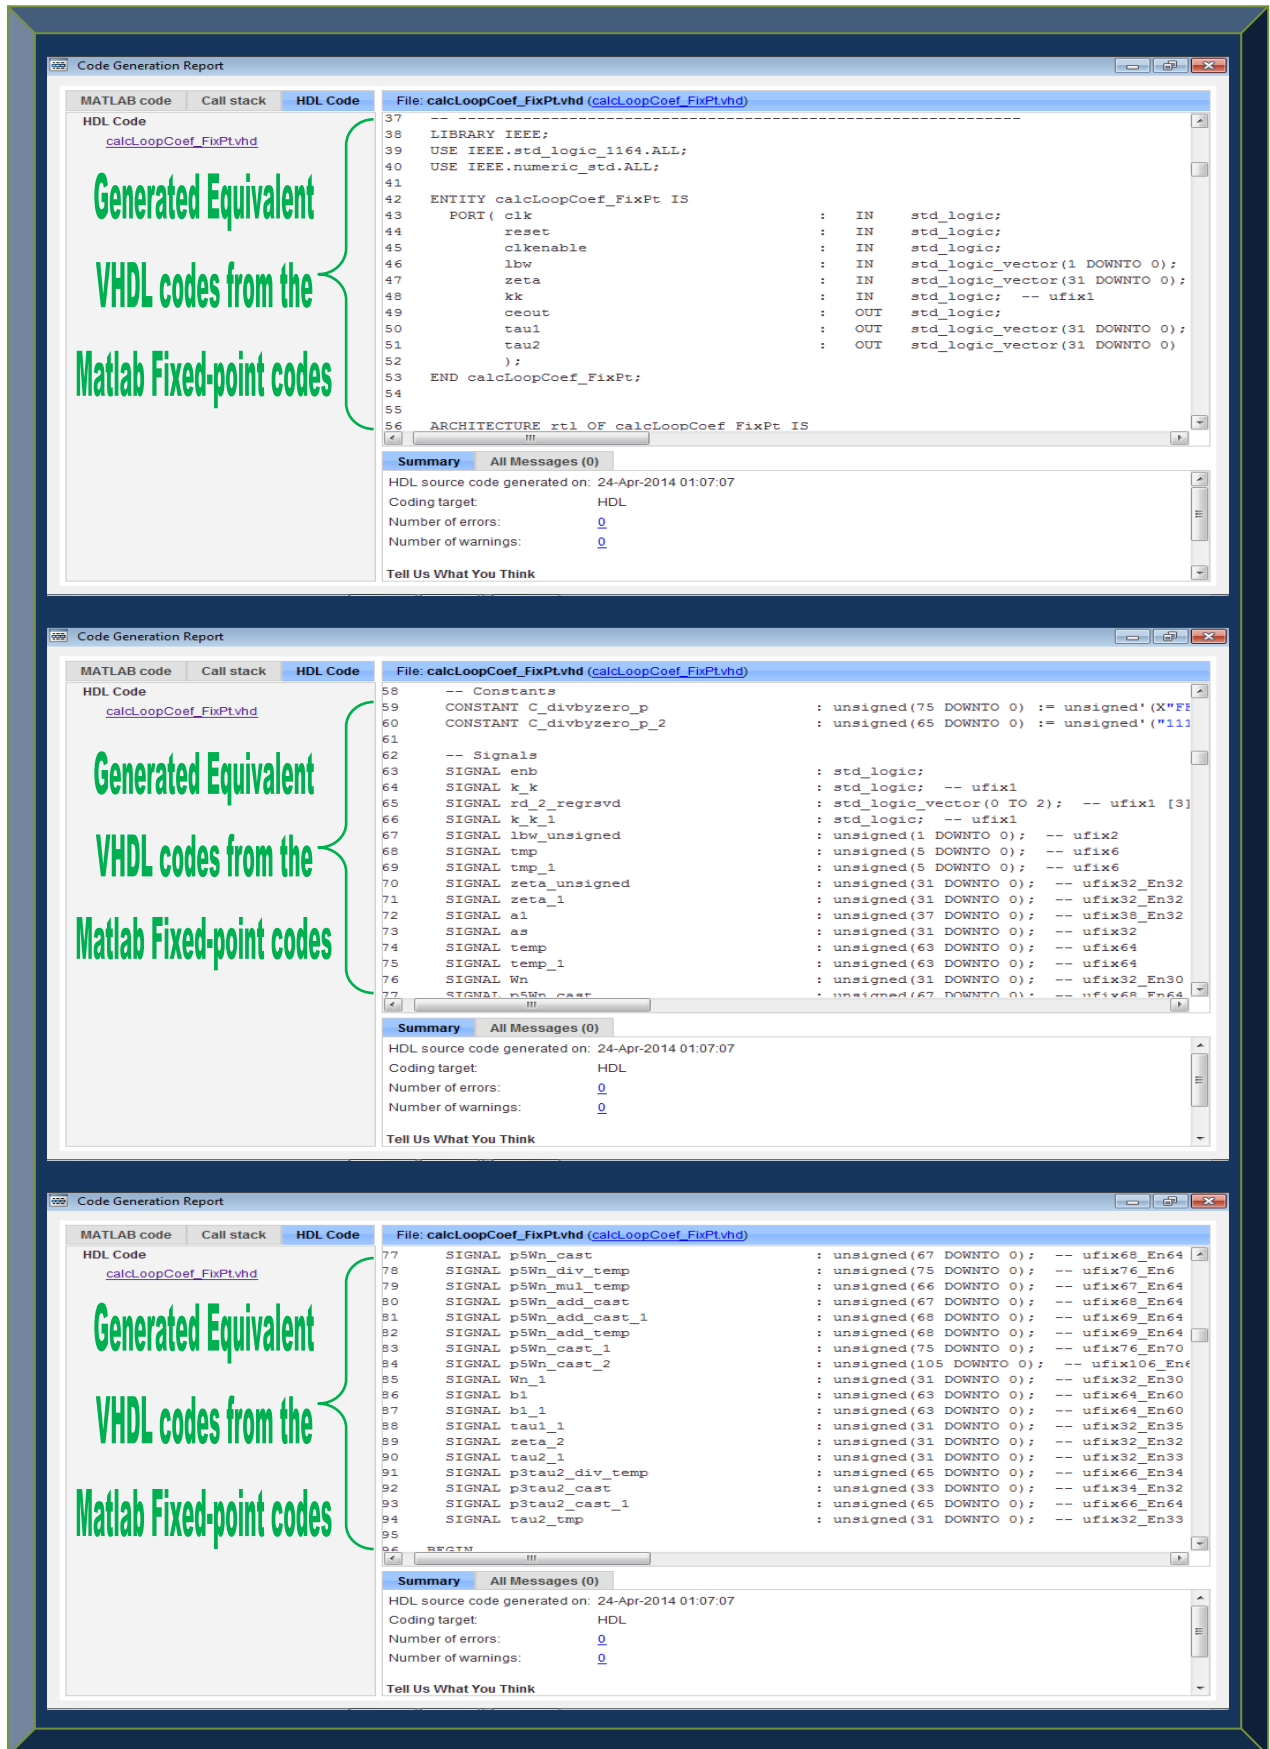 Code Generation Report
MATLAB code Call stack HDL Code
File: calcLoopCoef_FixPt.vhd (calcLoopCoef_FixPt.vhd)
HDL Code
calcLoopCoef_FixPt.vhd
Generated Equivalent
VHDL codes from the
Matlab Fixed-point codes
37 -- -------------------------------------------------------------
38 LIBRARY IEEE;
39 USE IEEE.std_logic_1164.ALL;
40 USE IEEE.numeric_std.ALL;
41
42 ENTITY calcLoopCoef_FixPt IS
43 PORT( clk : IN std_logic;
44 reset : IN std_logic;
45 clkenable : IN std_logic;
46 lbw : IN std_logic_vector(1 DOWNTO 0);
47 zeta : IN std_logic_vector(31 DOWNTO 0);
48 kk : IN std_logic; -- ufix1
49 ceout : OUT std_logic;
50 tau1 : OUT std_logic_vector(31 DOWNTO 0);
51 tau2 : OUT std_logic_vector(31 DOWNTO 0)
52 );
53 END calcLoopCoef_FixPt;
54
55
56 ARCHITECTURE rtl OF calcLoopCoef_FixPt IS
Summary All Messages (0)
HDL source code generated on: 24-Apr-2014 01:07:07
Coding target: HDL
Number of errors: 0
Number of warnings: 0
Tell Us What You Think
Code Generation Report
MATLAB code Call stack HDL Code
File: calcLoopCoef_FixPt.vhd (calcLoopCoef_FixPt.vhd)
HDL Code
calcLoopCoef_FixPt.vhd
Generated Equivalent
VHDL codes from the
Matlab Fixed-point codes
58 -- Constants
59 CONSTANT C_divbyzero_p : unsigned(75 DOWNTO 0) := unsigned'(X"FF
60 CONSTANT C_divbyzero_p_2 : unsigned(65 DOWNTO 0) := unsigned'("111
61
62 -- Signals
63 SIGNAL enb : std_logic;
64 SIGNAL k_k : std_logic; -- ufix1
65 SIGNAL rd_2_regrsvd : std_logic_vector(0 TO 2); -- ufix1 [3]
66 SIGNAL k_k_1 : std_logic; -- ufix1
67 SIGNAL lbw_unsigned : unsigned(1 DOWNTO 0); -- ufix2
68 SIGNAL tmp : unsigned(5 DOWNTO 0); -- ufix6
69 SIGNAL tmp_1 : unsigned(5 DOWNTO 0); -- ufix6
70 SIGNAL zeta_unsigned : unsigned(31 DOWNTO 0); -- ufix32_En32
71 SIGNAL zeta_1 : unsigned(31 DOWNTO 0); -- ufix32_En32
72 SIGNAL a1 : unsigned(37 DOWNTO 0); -- ufix38_En32
73 SIGNAL as : unsigned(31 DOWNTO 0); -- ufix32
74 SIGNAL temp : unsigned(63 DOWNTO 0); -- ufix64
75 SIGNAL temp_1 : unsigned(63 DOWNTO 0); -- ufix64
76 SIGNAL Wn : unsigned(31 DOWNTO 0); -- ufix32_En30
77 SIGNAL p5Wn_cast : unsigned(67 DOWNTO 0); -- ufix68_En64
Summary All Messages (0)
HDL source code generated on: 24-Apr-2014 01:07:07
Coding target: HDL
Number of errors: 0
Number of warnings: 0
Tell Us What You Think
Code Generation Report
MATLAB code Call stack HDL Code
File: calcLoopCoef_FixPt.vhd (calcLoopCoef_FixPt.vhd)
HDL Code
calcLoopCoef_FixPt.vhd
Generated Equivalent
VHDL codes from the
Matlab Fixed-point codes
77 SIGNAL p5Wn_cast : unsigned(67 DOWNTO 0); -- ufix68_En64
78 SIGNAL p5Wn_div_temp : unsigned(75 DOWNTO 0); -- ufix76_En6
79 SIGNAL p5Wn_mul_temp : unsigned(66 DOWNTO 0); -- ufix67_En64
80 SIGNAL p5Wn_add_cast : unsigned(67 DOWNTO 0); -- ufix68_En64
81 SIGNAL p5Wn_add_cast_1 : unsigned(68 DOWNTO 0); -- ufix69_En64
82 SIGNAL p5Wn_add_temp : unsigned(68 DOWNTO 0); -- ufix69_En64
83 SIGNAL p5Wn_cast_1 : unsigned(75 DOWNTO 0); -- ufix76_En70
84 SIGNAL p5Wn_cast_2 : unsigned(105 DOWNTO 0); -- ufix106_En6
85 SIGNAL Wn_1 : unsigned(31 DOWNTO 0); -- ufix32_En30
86 SIGNAL b1 : unsigned(63 DOWNTO 0); -- ufix64_En60
87 SIGNAL b1_1 : unsigned(63 DOWNTO 0); -- ufix64_En60
88 SIGNAL tau1_1 : unsigned(31 DOWNTO 0); -- ufix32_En35
89 SIGNAL zeta_2 : unsigned(31 DOWNTO 0); -- ufix32_En32
90 SIGNAL tau2_1 : unsigned(31 DOWNTO 0); -- ufix32_En33
91 SIGNAL p3tau2_div_temp : unsigned(65 DOWNTO 0); -- ufix66_En34
92 SIGNAL p3tau2_cast : unsigned(33 DOWNTO 0); -- ufix34_En32
93 SIGNAL p3tau2_cast_1 : unsigned(65 DOWNTO 0); -- ufix66_En64
94 SIGNAL tau2_tmp : unsigned(31 DOWNTO 0); -- ufix32_En33
95
96 BEGIN
Summary All Messages (0)
HDL source code generated on: 24-Apr-2014 01:07:07
Coding target: HDL
Number of errors: 0
Number of warnings: 0
Tell Us What You Think